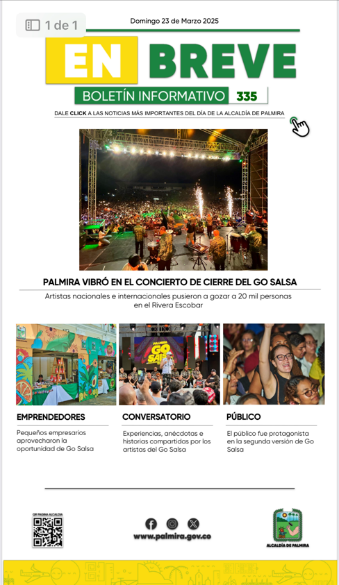 1 de 1
Domingo 23 de Marzo 2025
EN BREVE
BOLETÍN INFORMATIVO 335
DALE CLICK A LAS NOTICIAS MÁS IMPORTANTES DEL DÍA DE LA ALCALDÍA DE PALMIRA
PALMIRA VIBRÓ EN EL CONCIERTO DE CIERRE DEL GO SALSA
Artistas nacionales e internacionales pusieron a gozar a 20 mil personas
en el Rivera Escobar
GO
SALSA
EMPRENDEDORES
Pequeños empresarios
aprovecharon la
oportunidad de Go Salsa
CONVERSATORIO
Experiencias, anécdotas e
historias compartidas por los
artistas del Go Salsa
PÚBLICO
El público fue protagonista
en la segunda versión de Go
Salsa
www.palmira.gov.co
ALCALDÍA DE PALMIRA